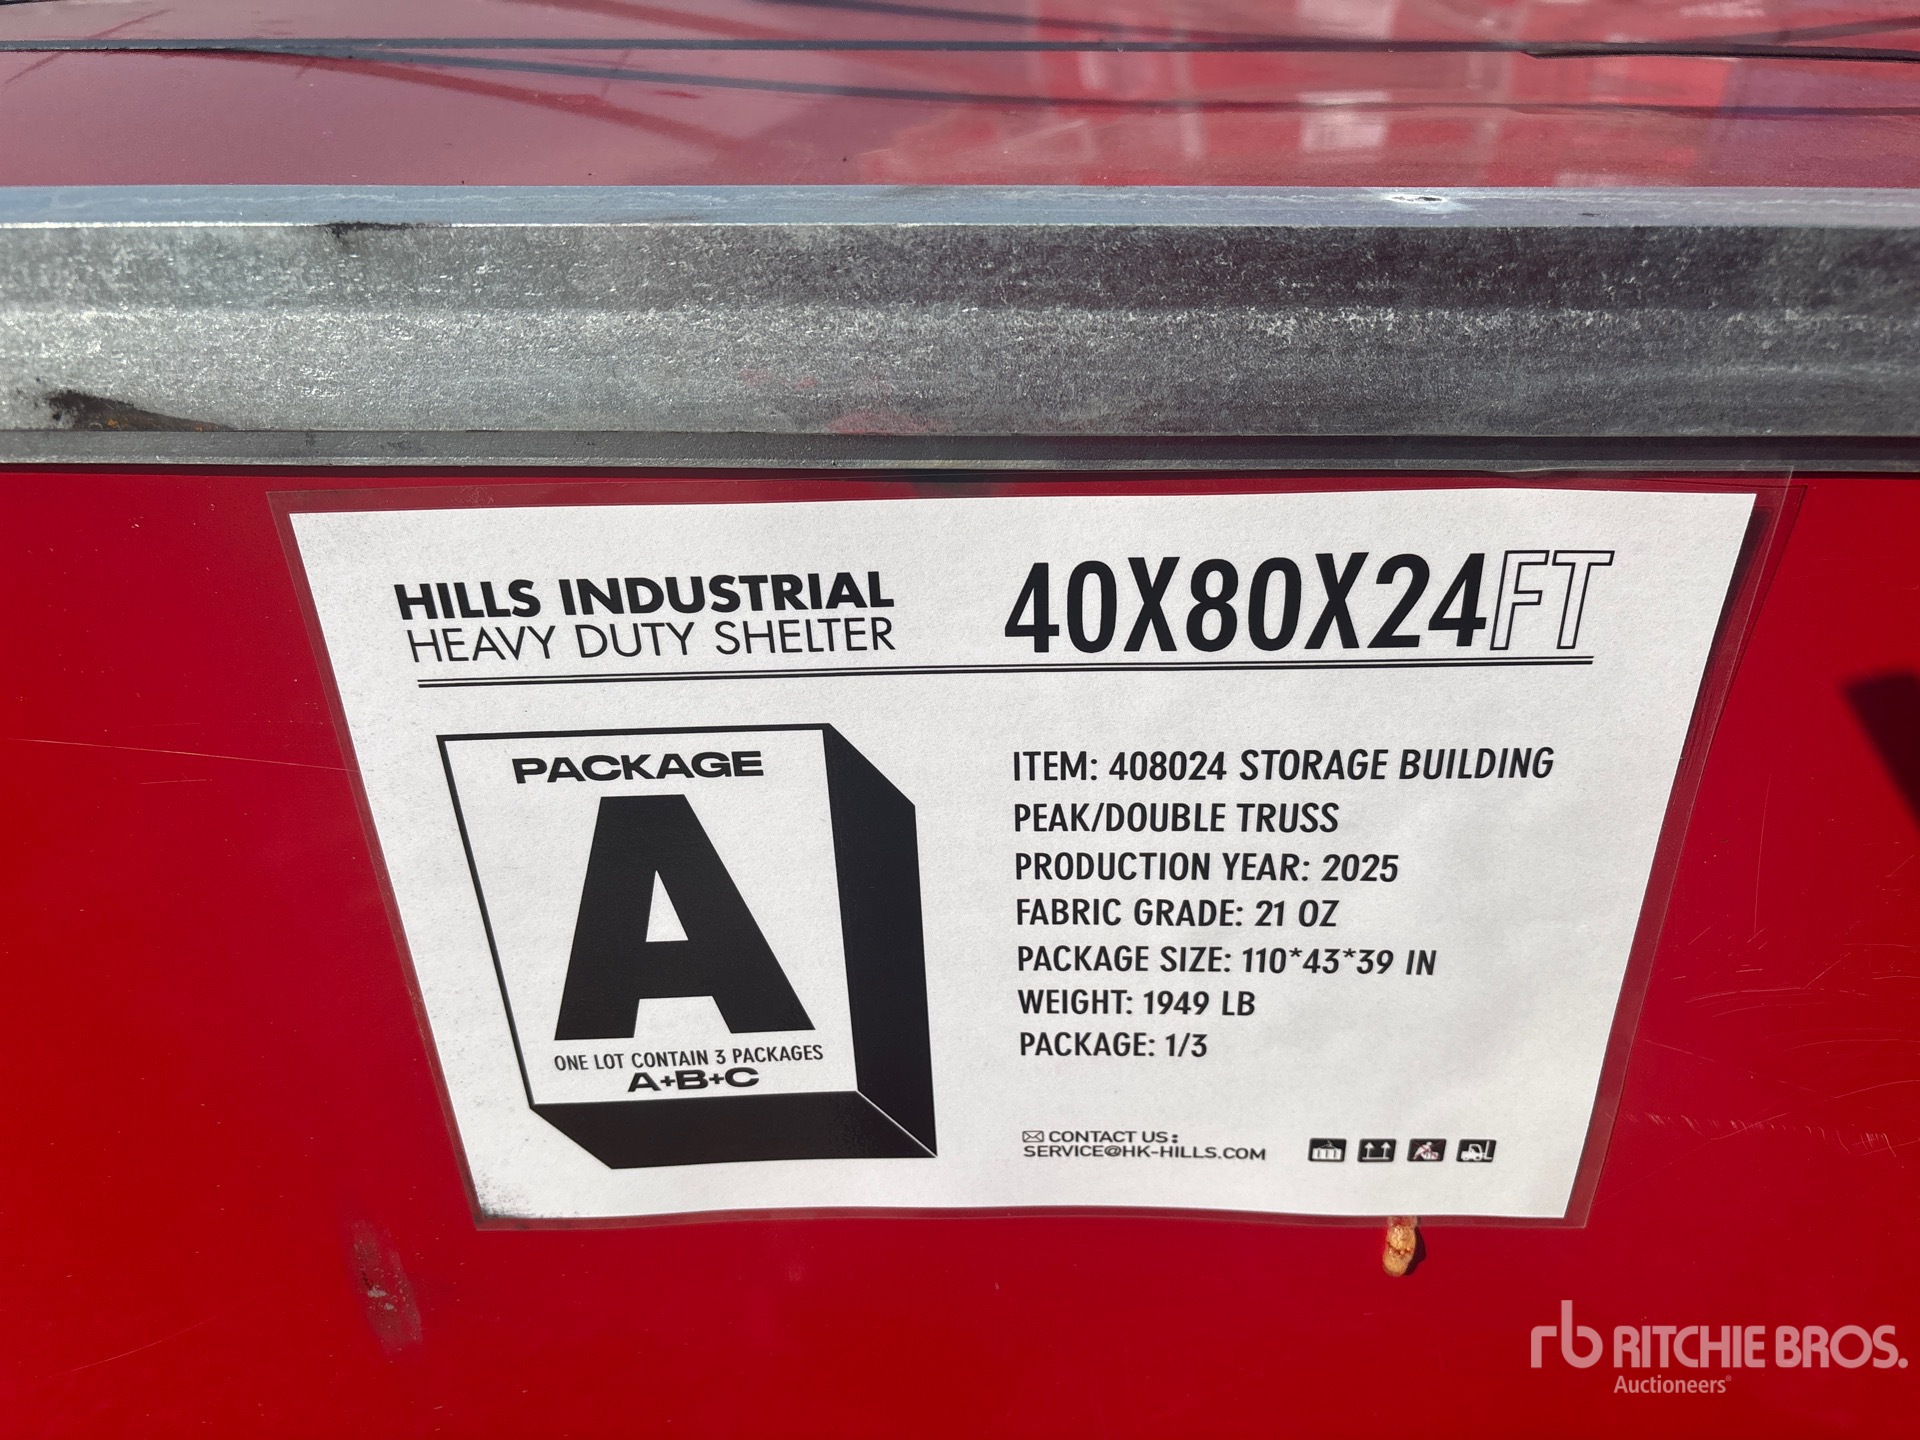 HILLS INDUSTRIAL
HEAVY DUTY SHELTER
40X80X24FT
PACKAGE
A
ONE LOT CONTAIN 3 PACKAGES
A+B+C
ITEM: 408024 STORAGE BUILDING
PEAK/DOUBLE TRUSS
PRODUCTION YEAR: 2025
FABRIC GRADE: 21 OZ
PACKAGE SIZE: 110*43*39 IN
WEIGHT: 1949 LB
PACKAGE: 1/3
CONTACT US:
SERVICE@HK-HILLS.COM
rb RITCHIE BROS.
Auctioneers®